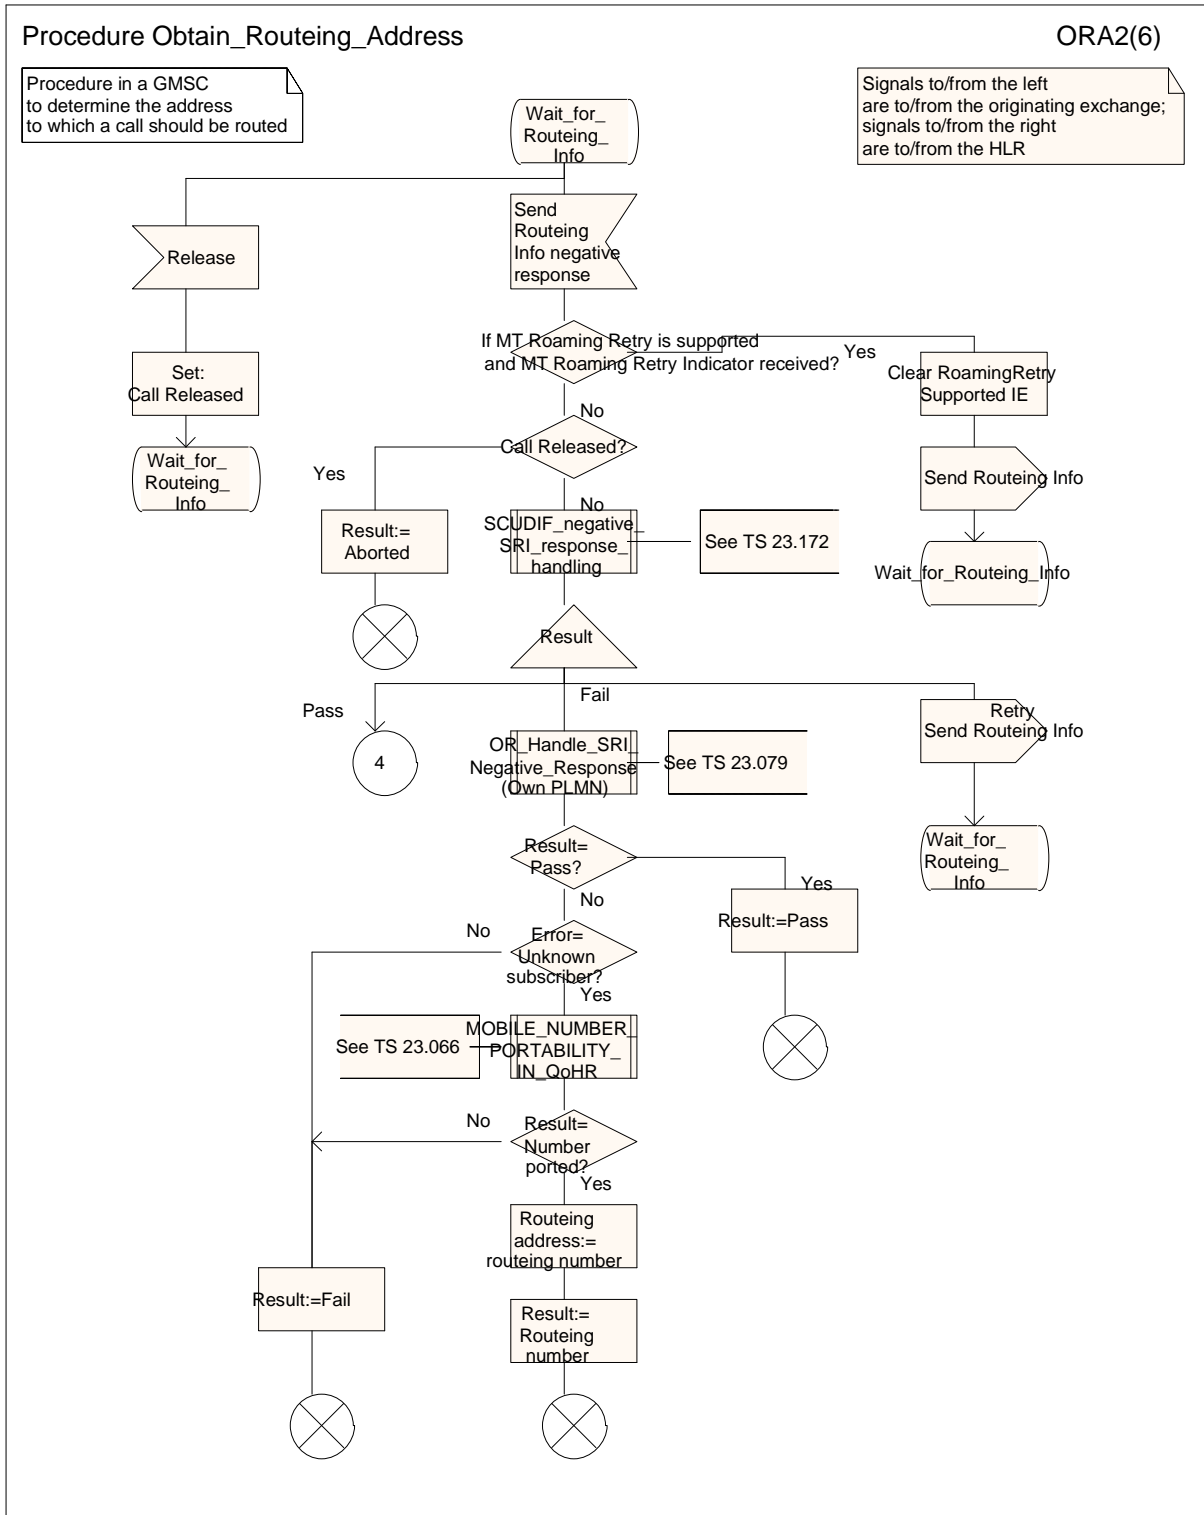 Procedure Obtain_Routeing_Address
ORA2(6)
Procedure in a GMSC
to determine the address
to which a call should be routed
Signals to/from the left
are to/from the originating exchange;
signals to/from the right
are to/from the HLR
Wait_for_
Routeing_
Info
Send
Routeing
Info negative
response
Release
If MT Roaming Retry is supported
and MT Roaming Retry Indicator received?
Yes
Set:
Call Released
Clear RoamingRetry
Supported IE
No
Call Released?
Yes
Wait_for_
Routeing_
Info
Send Routeing Info
No
Result:=
Aborted
SCUDIF_negative_
SRI_response_
handling
See TS 23.172
Wait_for_Routeing_Info
Result
Fail
Pass
Retry
Send Routeing Info
4
OR_Handle_SRI_
Negative_Response
(Own PLMN)
See TS 23.079
Result=
Pass?
Yes
Wait_for_
Routeing_
Info
No
Result:=Pass
No
Error=
Unknown
subscriber?
Yes
See TS 23.066
MOBILE_NUMBER_
PORTABILITY_
IN_QoHR
No
Result=
Number
ported?
Yes
Routeing
address:=
routeing number
Result:=Fail
Result:=
Routeing
number